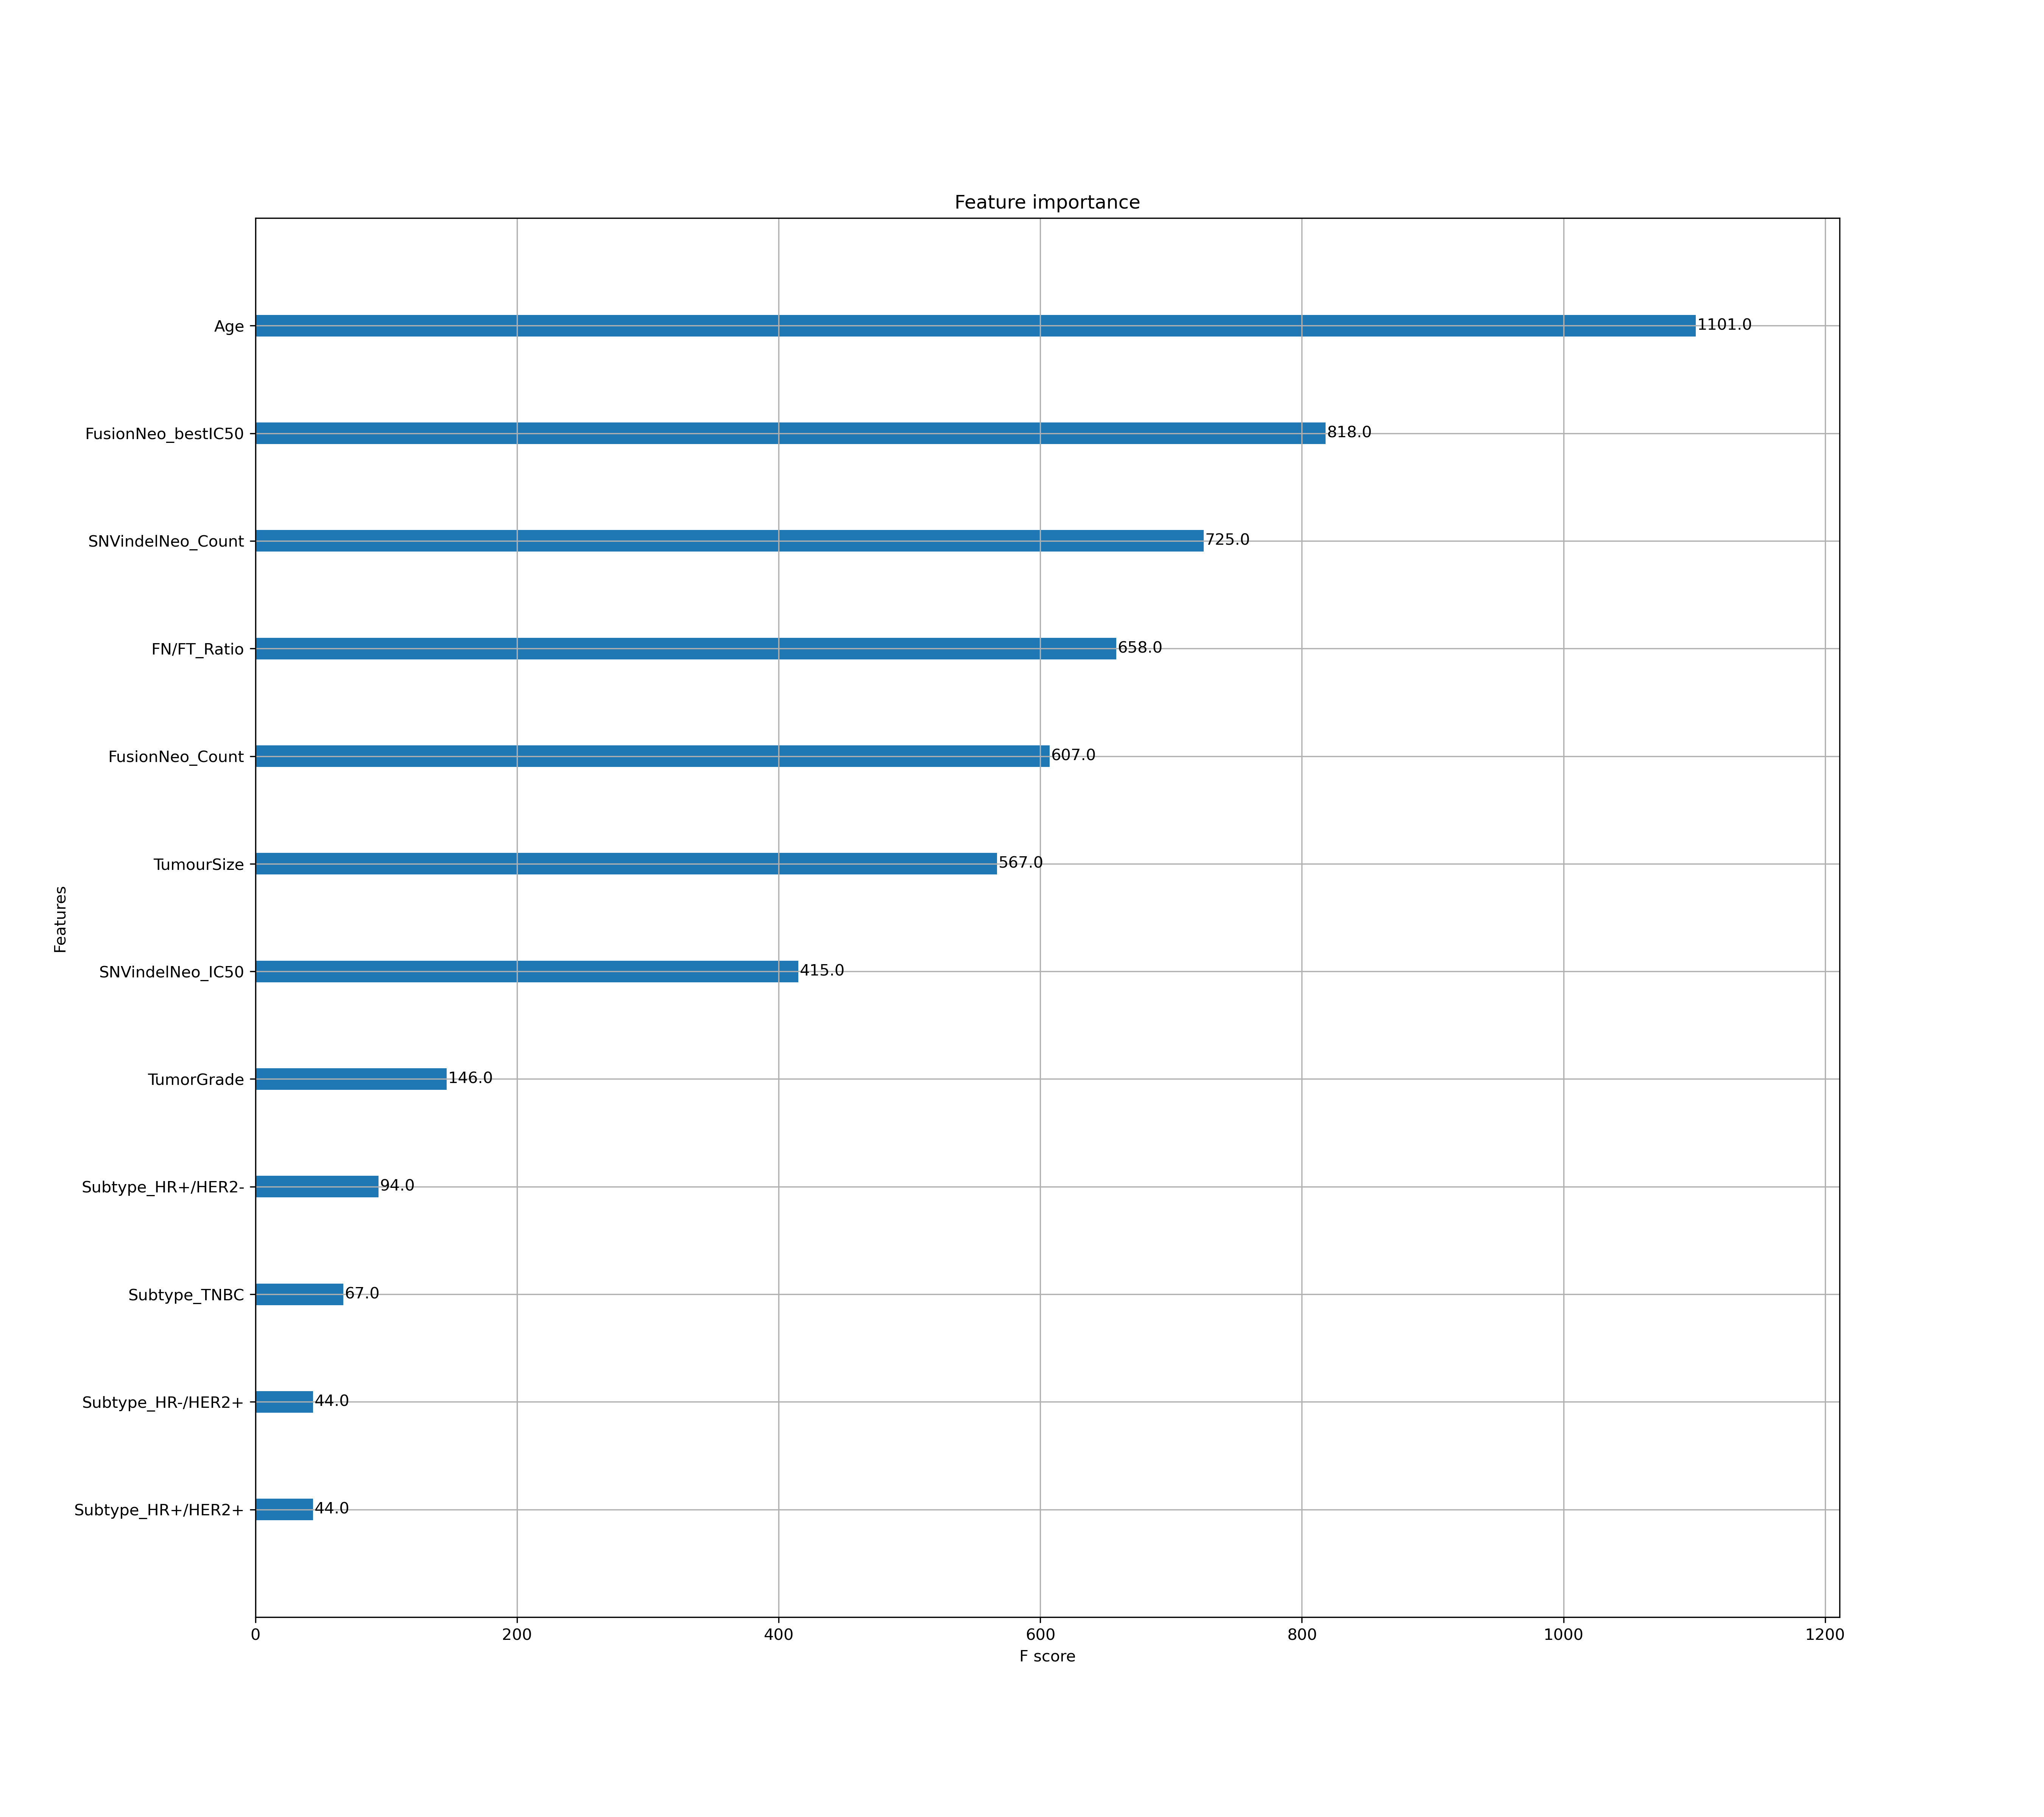 Feature importance
Age
1101.0
FusionNeo_bestIC50
818.0
SNVindelNeo_Count
725.0
FN/FT_Ratio
658.0
FusionNeo_Count
607.0
TumourSize
567.0
SNVindelNeo_IC50
415.0
TumorGrade
146.0
Subtype_HR+/HER2-
94.0
Subtype_TNBC
67.0
Subtype_HR-/HER2+
44.0
Subtype_HR+/HER2+
44.0
Features
0 200 400 600 800 1000 1200
F score